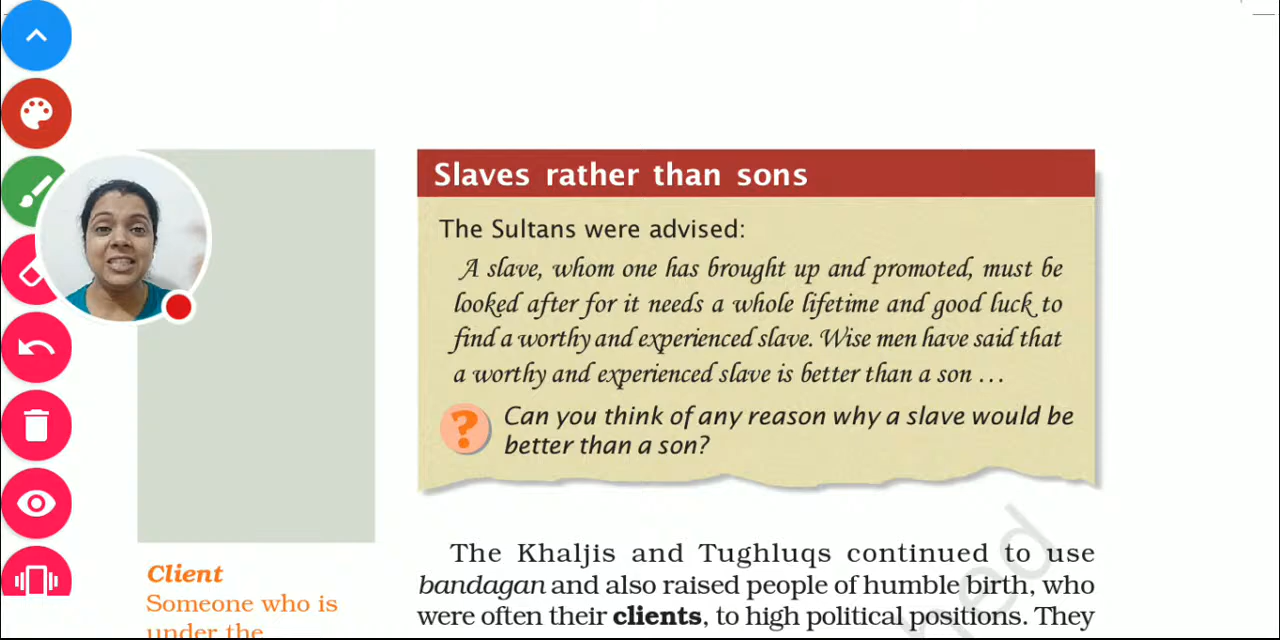 Slaves rather than sons
The Sultans were advised:
A slave, whom one has brought up and promoted, must be
looked after for it needs a whole lifetime and good luck to
find a worthy and experienced slave. Wise men have said that
a worthy and experienced slave is better than a son ...
?
Can you think of any reason why a slave would be
better than a son?
The Khaljis and Tughluqs continued to use
bandagan and also raised people of humble birth, who
were often their clients, to high political positions. They
Client
Someone who is
under the